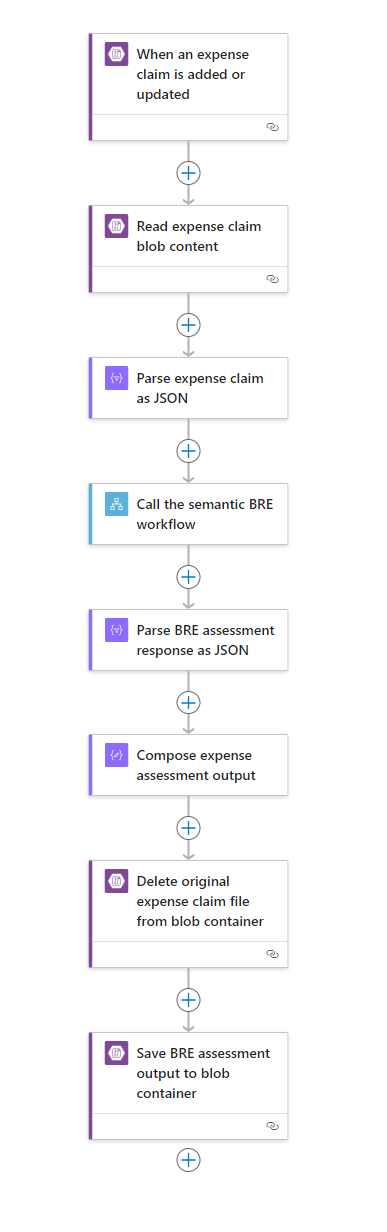 When an expense
claim is added or
updated
Read expense claim
blob content
Parse expense claim
as JSON
Call the semantic BRE
workflow
Parse BRE assessment
response as JSON
Compose expense
assessment output
Delete original
expense claim file
from blob container
Save BRE assessment
output to blob
container